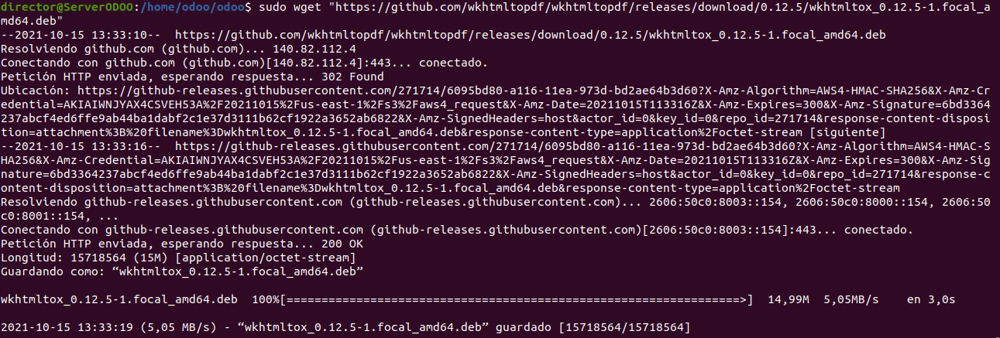 director@ServerODOO:/home/odoo/odoo$ sudo wget "https://github.com/wkhtmltopdf/wkhtmltopdf/releases/download/0.12.5/wkhtmltox_0.12.5-1.focal_a
md64.deb"
--2021-10-15 13:33:10--  https://github.com/wkhtmltopdf/wkhtmltopdf/releases/download/0.12.5/wkhtmltox_0.12.5-1.focal_amd64.deb
Resolviendo github.com (github.com)... 140.82.112.4
Conectando con github.com (github.com)[140.82.112.4]:443... conectado.
Petición HTTP enviada, esperando respuesta... 302 Found
Ubicación: https://github-releases.githubusercontent.com/271714/6095bd80-a116-11ea-973d-bd2ae64b3d60?X-Amz-Algorithm=AWS4-HMAC-SHA256&X-Amz-Cr
edential=AKIAIWNJYAX4CSVEH53A%2F20211015%2Fus-east-1%2Fs3%2Faws4_request&X-Amz-Date=20211015T113316Z&X-Amz-Expires=300&X-Amz-Signature=6bd3364
237abcf4ed6ffe9ab44ba1dabf2c1e37d3111b62cf1922a3652ab6822&X-Amz-SignedHeaders=host&actor_id=0&key_id=0&repo_id=271714&response-content-disposi
tion=attachment%3B%20filename%3Dwkhtmltox_0.12.5-1.focal_amd64.deb&response-content-type=application%2Foctet-stream [siguiente]
--2021-10-15 13:33:16--  https://github-releases.githubusercontent.com/271714/6095bd80-a116-11ea-973d-bd2ae64b3d60?X-Amz-Algorithm=AWS4-HMAC-S
HA256&X-Amz-Credential=AKIAIWNJYAX4CSVEH53A%2F20211015%2Fus-east-1%2Fs3%2Faws4_request&X-Amz-Date=20211015T113316Z&X-Amz-Expires=300&X-Amz-Sig
nature=6bd3364237abcf4ed6ffe9ab44ba1dabf2c1e37d3111b62cf1922a3652ab6822&X-Amz-SignedHeaders=host&actor_id=0&key_id=0&repo_id=271714&response-c
ontent-disposition=attachment%3B%20filename%3Dwkhtmltox_0.12.5-1.focal_amd64.deb&response-content-type=application%2Foctet-stream
Resolviendo github-releases.githubusercontent.com (github-releases.githubusercontent.com)... 2606:50c0:8003::154, 2606:50c0:8000::154, 2606:50
c0:8001::154, ...
Conectando con github-releases.githubusercontent.com (github-releases.githubusercontent.com)[2606:50c0:8003::154]:443... conectado.
Petición HTTP enviada, esperando respuesta... 200 OK
Longitud: 15718564 (15M) [application/octet-stream]
Guardando como: “wkhtmltox_0.12.5-1.focal_amd64.deb”
wkhtmltox_0.12.5-1.focal_amd64.deb  100%[=================================================================>]  14,99M  5,05MB/s    en 3,0s
2021-10-15 13:33:19 (5,05 MB/s) - “wkhtmltox_0.12.5-1.focal_amd64.deb” guardado [15718564/15718564]